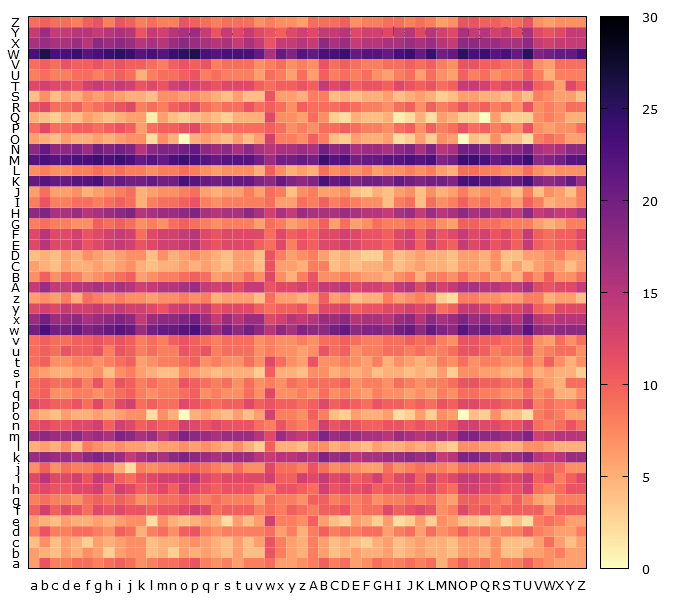 Z
Y
X
W
V
U
T
S
R
Q
P
O
N
M
L
K
J
I
H
G
F
E
D
C
B
A
z
y
x
w
v
u
t
s
r
q
p
o
n
m
l
k
j
i
h
g
f
e
d
c
b
a
a b c d e f g h i j k l m n o p q r s t u v w x y z A B C D E F G H I J K L M N O P Q R S T U V W X Y Z
30
25
20
15
10
5
0